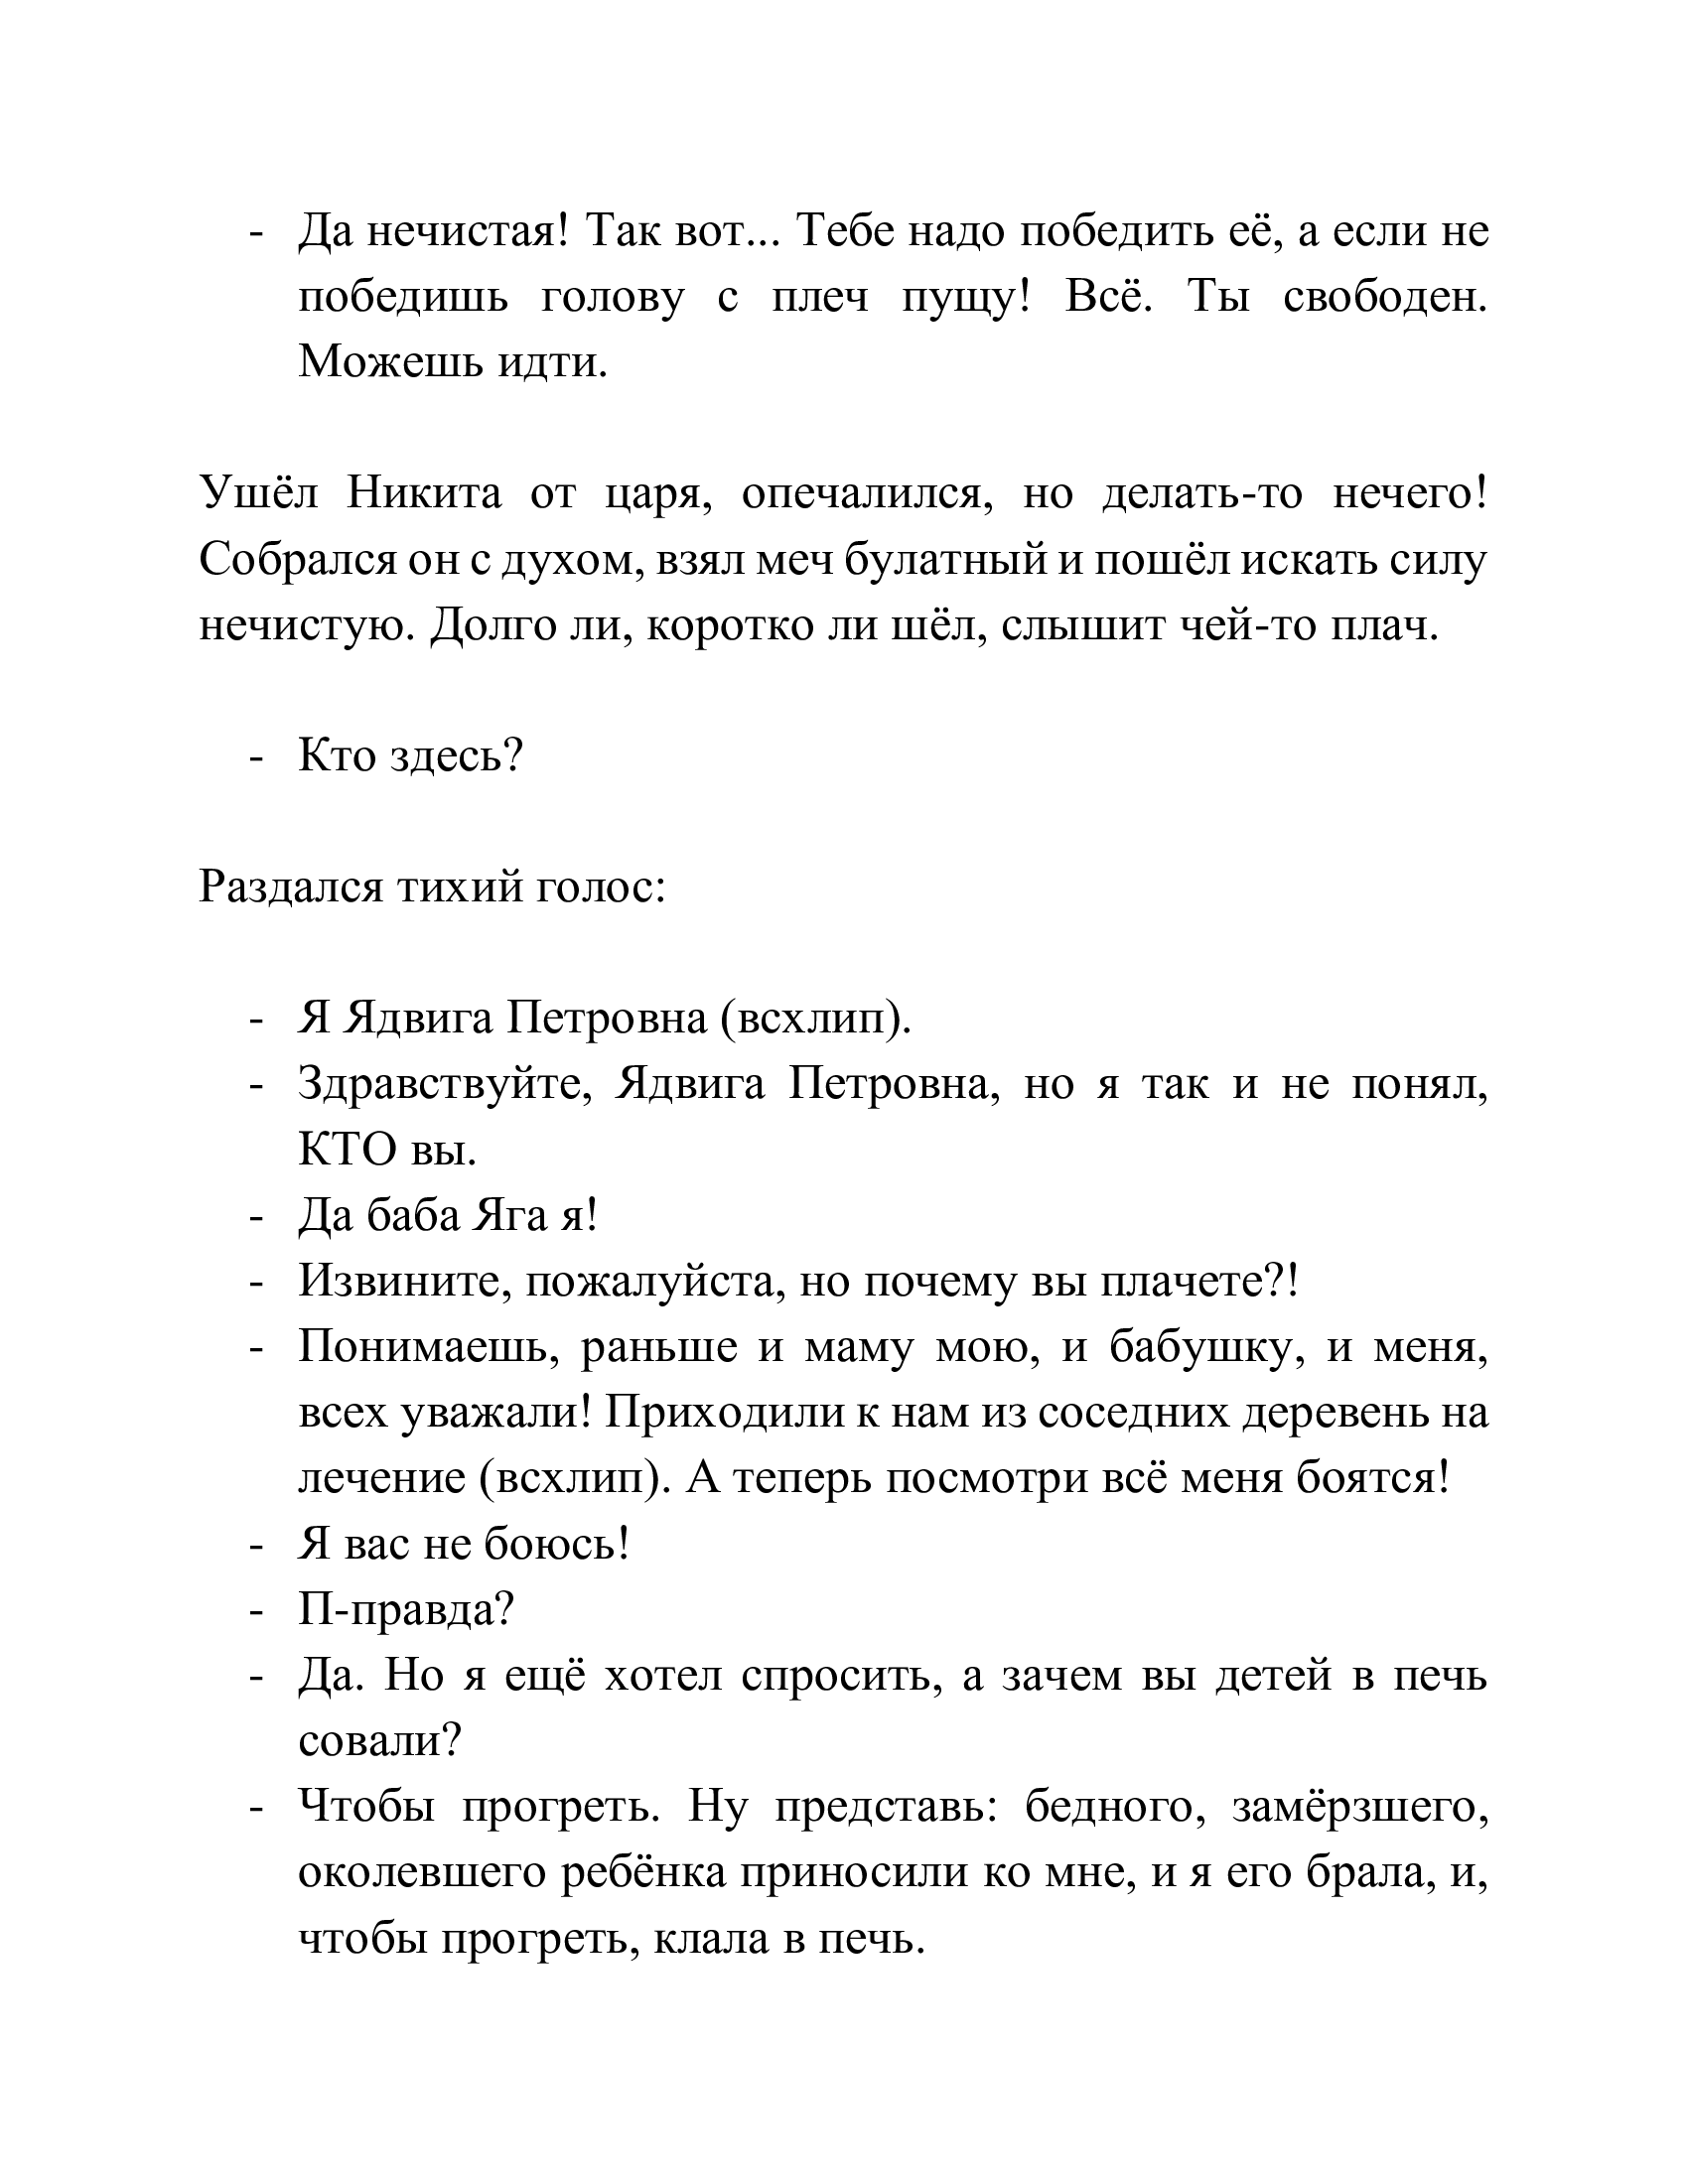 - Да нечистая! Так вот... Тебе надо победить её, а если не
победишь голову с плеч пущу! Всё. Ты свободен.
Можешь идти.
Ушёл Никита от царя, опечалился, но делать-то нечего!
Собрался он с духом, взял меч булатный и пошёл искать силу
нечистую. Долго ли, коротко ли шёл, слышит чей-то плач.
- Кто здесь?
Раздался тихий голос:
- Я Ядвига Петровна (всхлип).
- Здравствуйте, Ядвига Петровна, но я так и не понял,
КТО вы.
- Да баба Яга я!
- Извините, пожалуйста, но почему вы плачете?!
- Понимаешь, раньше и маму мою, и бабушку, и меня,
всех уважали! Приходили к нам из соседних деревень на
лечение (всхлип). А теперь посмотри всё меня боятся!
- Я вас не боюсь!
- П-правда?
- Да. Но я ещё хотел спросить, а зачем вы детей в печь
совали?
- Чтобы прогреть. Ну представь: бедного, замёрзшего,
околевшего ребёнка приносили ко мне, и я его брала, и,
чтобы прогреть, клала в печь.